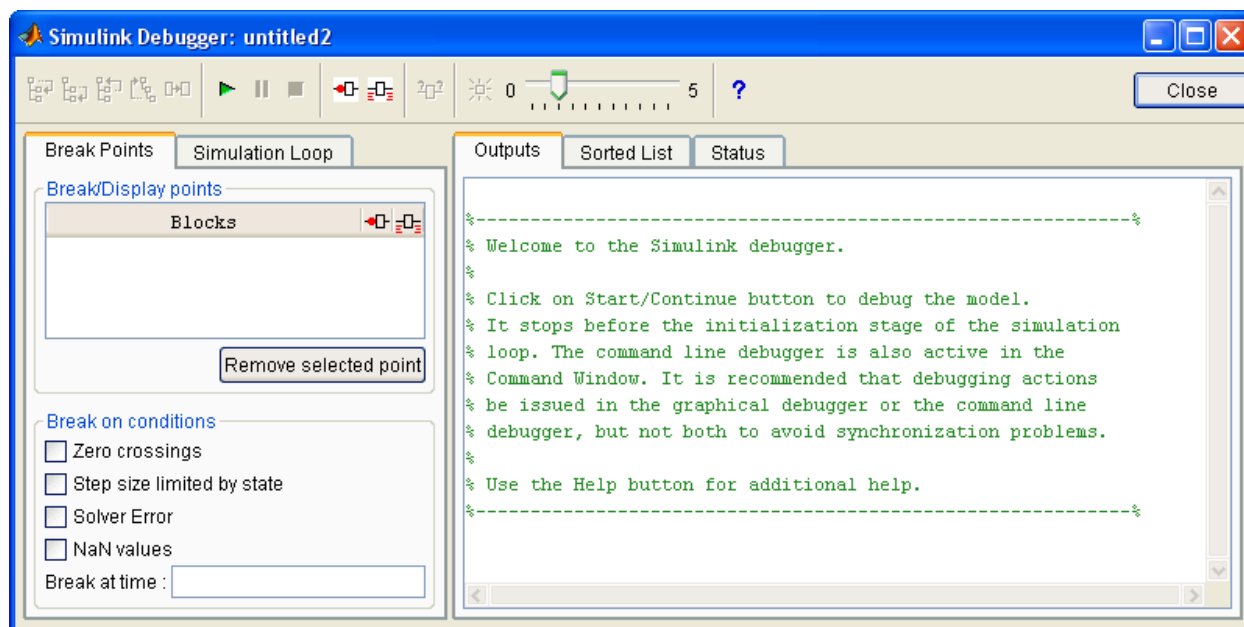 Simulink Debugger: untitled2
0 5 ? Close
Break Points Simulation Loop
Break/Display points
Blocks
Remove selected point
Break on conditions
Zero crossings
Step size limited by state
Solver Error
NaN values
Break at time :
Outputs Sorted List Status
%------------------------------------------------------------%
% Welcome to the Simulink debugger.
%
% Click on Start/Continue button to debug the model.
% It stops before the initialization stage of the simulation
% loop. The command line debugger is also active in the
% Command Window. It is recommended that debugging actions
% be issued in the graphical debugger or the command line
% debugger, but not both to avoid synchronization problems.
%
% Use the Help button for additional help.
%------------------------------------------------------------%